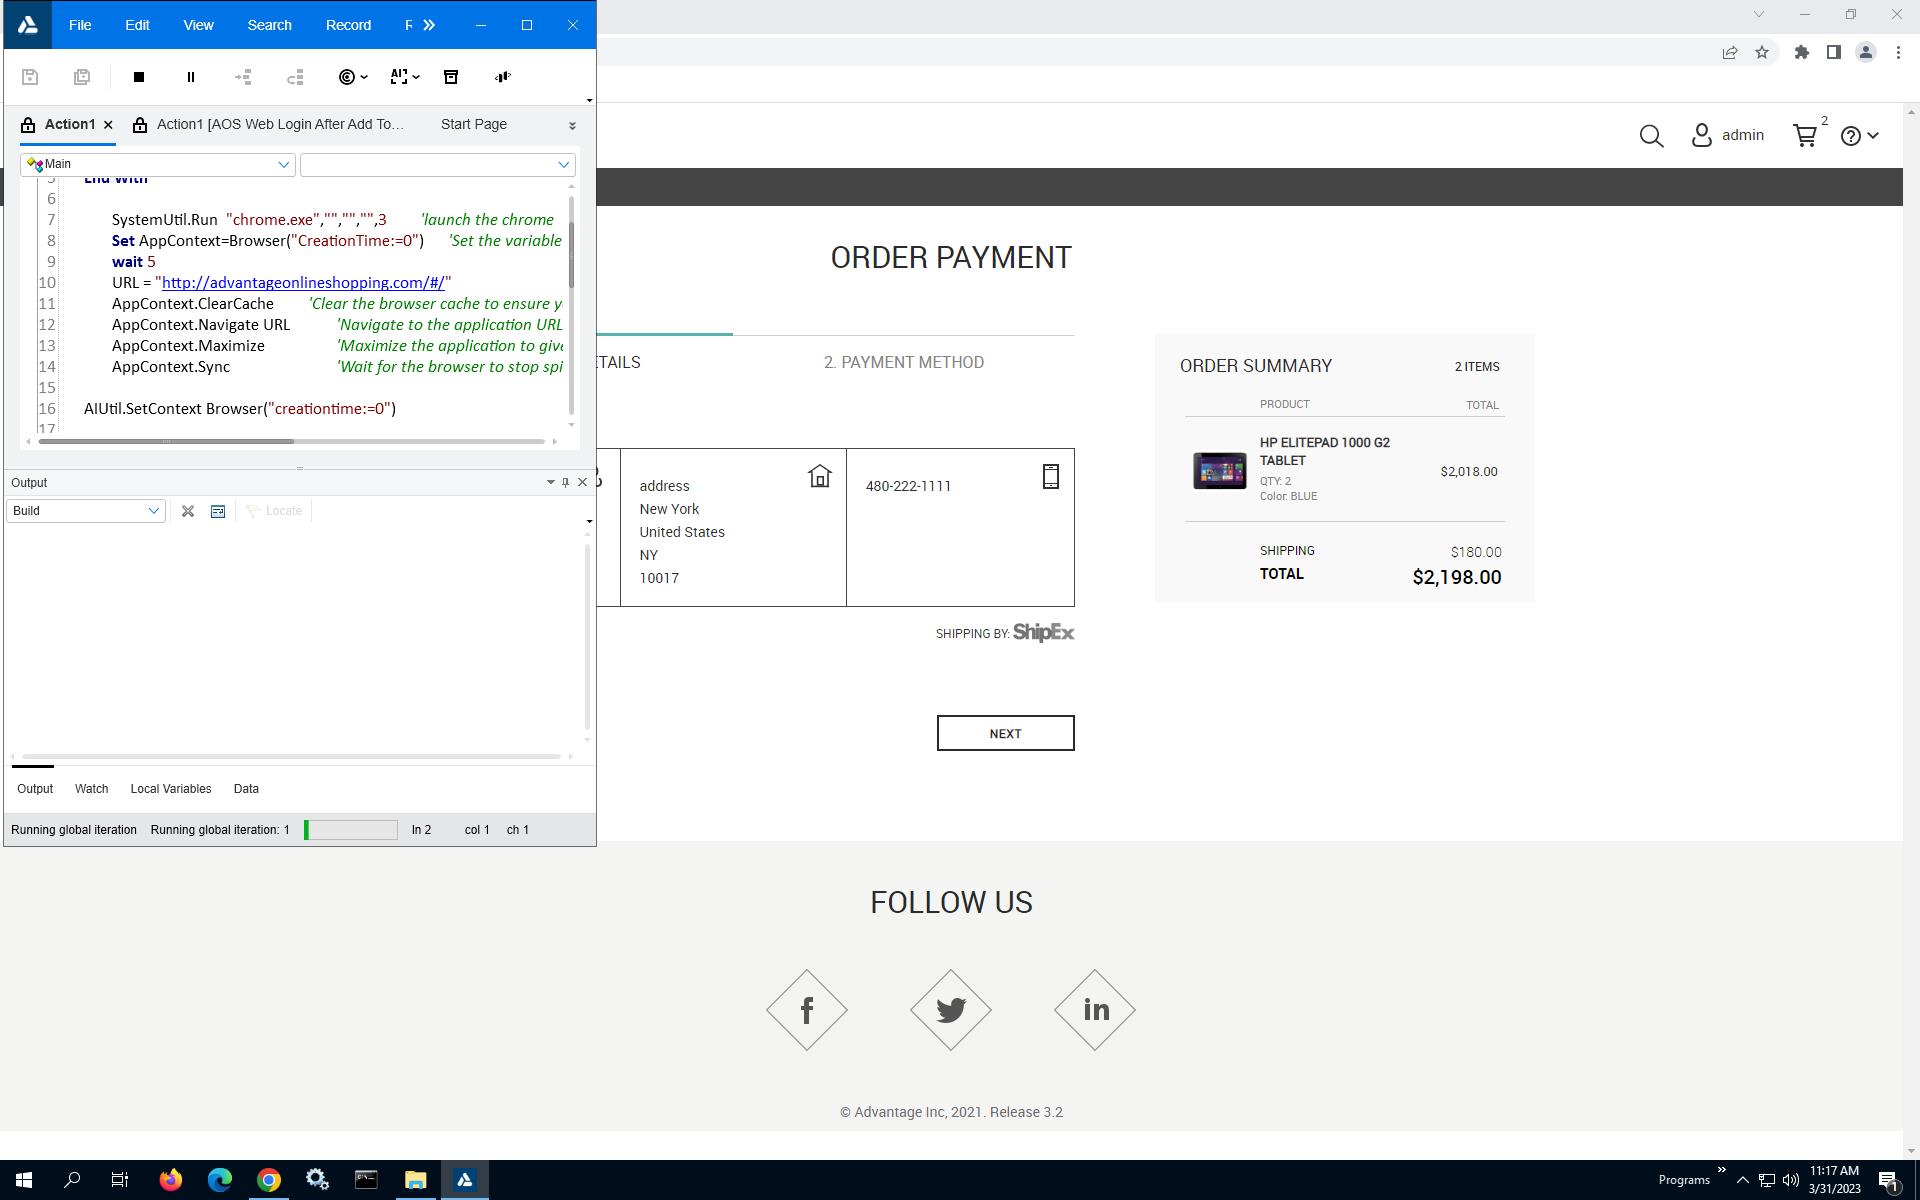 File Edit View Search Record
Action1
Action1 [AOS Web Login After Add To...
Start Page
Main
5 End With
6
7 SystemUtil.Run "chrome.exe","","","",3 'launch the chrome
8 Set AppContext=Browser("CreationTime:=0") 'Set the variable
9 wait 5
10 URL = "http://advantageonlineshopping.com/#/"
11 AppContext.ClearCache 'Clear the browser cache to ensure y
12 AppContext.Navigate URL 'Navigate to the application URL
13 AppContext.Maximize 'Maximize the application to give
14 AppContext.Sync 'Wait for the browser to stop spi
15
16 AIUtil.SetContext Browser("creationtime:=0")
17
Output
Build
Locate
Output Watch Local Variables Data
Running global iteration Running global iteration: 1 ln 2 col 1 ch 1
admin
2
ORDER PAYMENT
ETAILS
2. PAYMENT METHOD
address
New York
United States
NY
10017
480-222-1111
SHIPPING BY: ShipEx
NEXT
ORDER SUMMARY
2 ITEMS
PRODUCT TOTAL
HP ELITEPAD 1000 G2
TABLET
QTY: 2
Color: BLUE
$2,018.00
SHIPPING $180.00
TOTAL $2,198.00
FOLLOW US
f
in
© Advantage Inc, 2021. Release 3.2
Programs
11:17 AM
3/31/2023
1